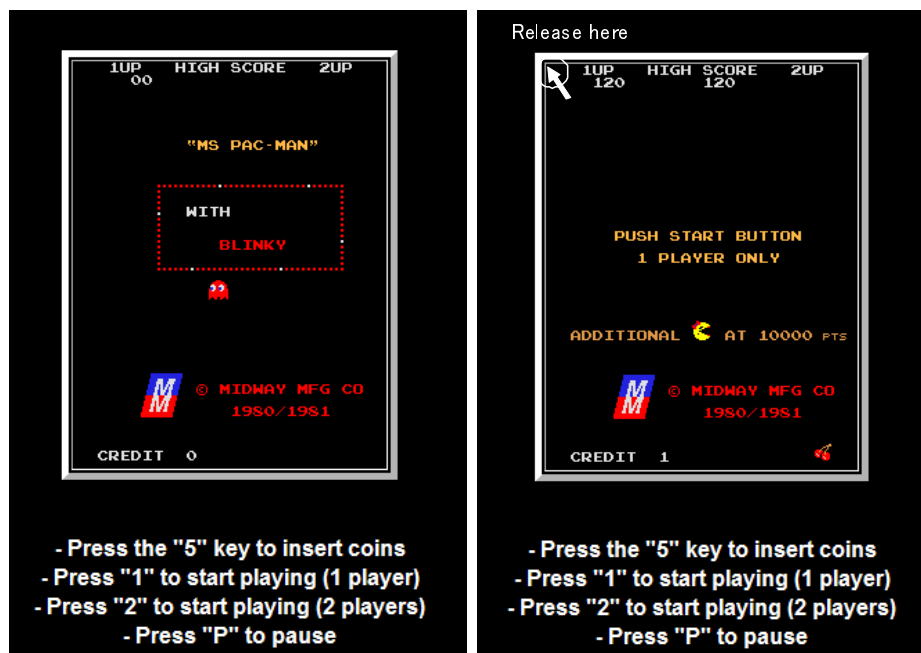 1UP HIGH SCORE 2UP
00
"MS PAC-MAN"
WITH
BLINKY
MM © MIDWAY MFG CO
1980/1981
CREDIT 0
- Press the "5" key to insert coins
- Press "1" to start playing (1 player)
- Press "2" to start playing (2 players)
- Press "P" to pause
Release here
1UP HIGH SCORE 2UP
120 120
PUSH START BUTTON
1 PLAYER ONLY
ADDITIONAL AT 10000 PTS
MM © MIDWAY MFG CO
1980/1981
CREDIT 1
- Press the "5" key to insert coins
- Press "1" to start playing (1 player)
- Press "2" to start playing (2 players)
- Press "P" to pause